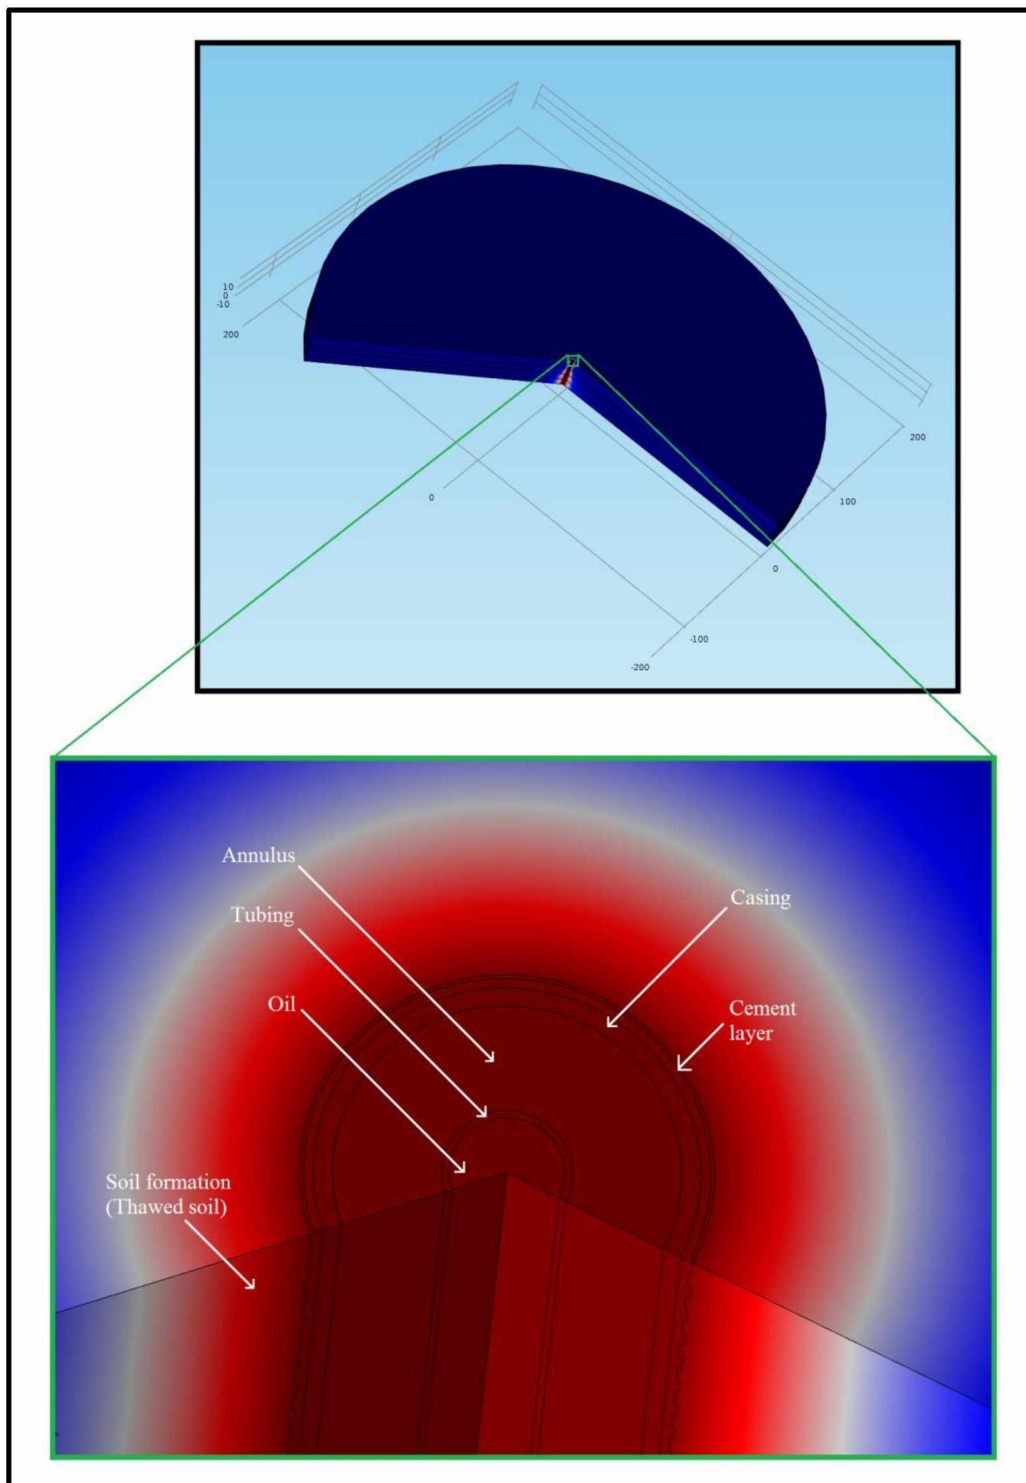 10
0
-10
200
200
0
100
0
-100
-200
Annulus
Casing
Tubing
Oil
Cement
layer
Soil formation
(Thawed soil)